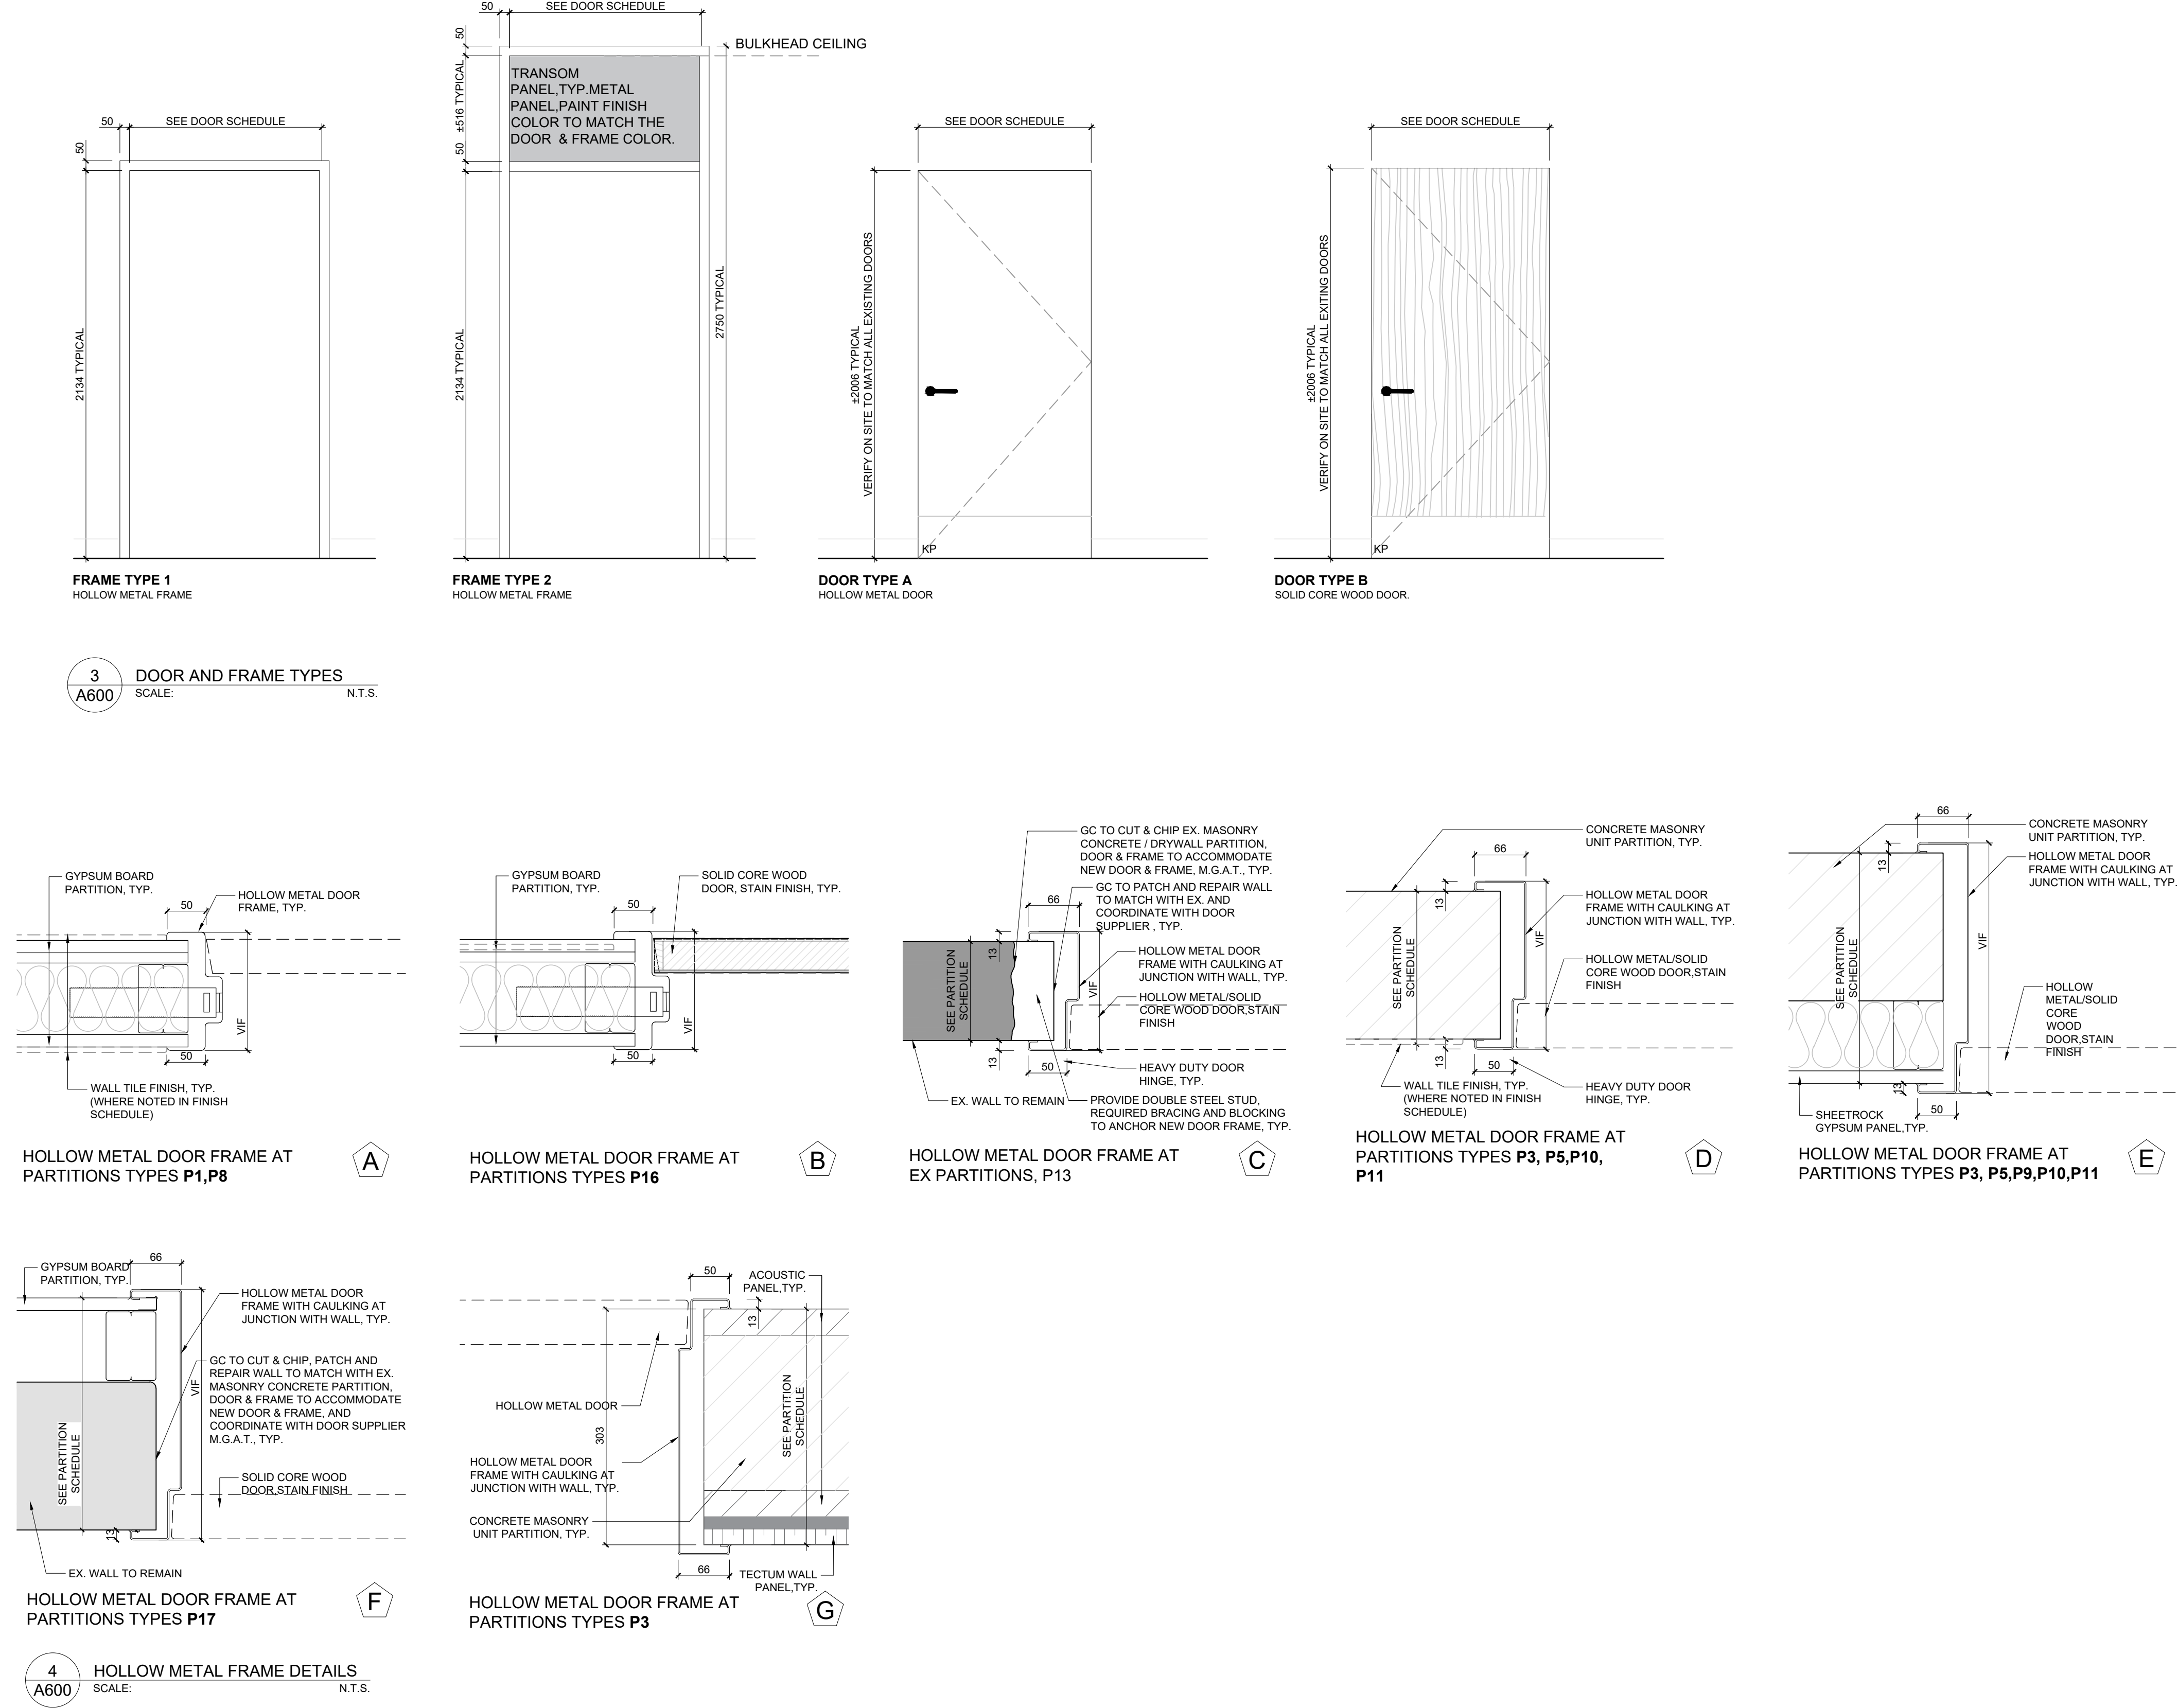 50
SEE DOOR SCHEDULE
50
2134 TYPICAL
FRAME TYPE 1
HOLLOW METAL FRAME
50
SEE DOOR SCHEDULE
50
±516 TYPICAL
50
2134 TYPICAL
BULKHEAD CEILING
TRANSOM
PANEL,TYP.METAL
PANEL,PAINT FINISH
COLOR TO MATCH THE
DOOR & FRAME COLOR.
2750 TYPICAL
FRAME TYPE 2
HOLLOW METAL FRAME
SEE DOOR SCHEDULE
±2006 TYPICAL
VERIFY ON SITE TO MATCH ALL EXISTING DOORS
KP
DOOR TYPE A
HOLLOW METAL DOOR
SEE DOOR SCHEDULE
±2006 TYPICAL
VERIFY ON SITE TO MATCH ALL EXITING DOORS
KP
DOOR TYPE B
SOLID CORE WOOD DOOR.
3
A600
DOOR AND FRAME TYPES
SCALE:
N.T.S.
GYPSUM BOARD
PARTITION, TYP.
50
HOLLOW METAL DOOR
FRAME, TYP.
VIF
50
WALL TILE FINISH, TYP.
(WHERE NOTED IN FINISH
SCHEDULE)
HOLLOW METAL DOOR FRAME AT
PARTITIONS TYPES P1,P8
A
GYPSUM BOARD
PARTITION, TYP.
50
SOLID CORE WOOD
DOOR, STAIN FINISH, TYP.
VIF
50
HOLLOW METAL DOOR FRAME AT
PARTITIONS TYPES P16
B
GC TO CUT & CHIP EX. MASONRY
CONCRETE / DRYWALL PARTITION,
DOOR & FRAME TO ACCOMMODATE
NEW DOOR & FRAME, M.G.A.T., TYP.
GC TO PATCH AND REPAIR WALL
TO MATCH WITH EX. AND
COORDINATE WITH DOOR
SUPPLIER , TYP.
66
13
SEE PARTITION
SCHEDULE
VIF
HOLLOW METAL DOOR
FRAME WITH CAULKING AT
JUNCTION WITH WALL, TYP.
HOLLOW METAL/SOLID
CORE WOOD DOOR,STAIN
FINISH
13
50
HEAVY DUTY DOOR
HINGE, TYP.
EX. WALL TO REMAIN
PROVIDE DOUBLE STEEL STUD,
REQUIRED BRACING AND BLOCKING
TO ANCHOR NEW DOOR FRAME, TYP.
HOLLOW METAL DOOR FRAME AT
EX PARTITIONS, P13
C
CONCRETE MASONRY
UNIT PARTITION, TYP.
66
13
SEE PARTITION
SCHEDULE
VIF
HOLLOW METAL DOOR
FRAME WITH CAULKING AT
JUNCTION WITH WALL, TYP.
HOLLOW METAL/SOLID
CORE WOOD DOOR,STAIN
FINISH
13
50
WALL TILE FINISH, TYP.
(WHERE NOTED IN FINISH
SCHEDULE)
HEAVY DUTY DOOR
HINGE, TYP.
HOLLOW METAL DOOR FRAME AT
PARTITIONS TYPES P3, P5,P10,
P11
D
66
CONCRETE MASONRY
UNIT PARTITION, TYP.
13
HOLLOW METAL DOOR
FRAME WITH CAULKING AT
JUNCTION WITH WALL, TYP.
SEE PARTITION
SCHEDULE
VIF
HOLLOW
METAL/SOLID
CORE
WOOD
DOOR,STAIN
FINISH
13
50
SHEETROCK
GYPSUM PANEL,TYP.
HOLLOW METAL DOOR FRAME AT
PARTITIONS TYPES P3, P5,P9,P10,P11
E
GYPSUM BOARD
PARTITION, TYP.
66
HOLLOW METAL DOOR
FRAME WITH CAULKING AT
JUNCTION WITH WALL, TYP.
GC TO CUT & CHIP, PATCH AND
REPAIR WALL TO MATCH WITH EX.
MASONRY CONCRETE PARTITION,
DOOR & FRAME TO ACCOMMODATE
NEW DOOR & FRAME, AND
COORDINATE WITH DOOR SUPPLIER
M.G.A.T., TYP.
VIF
SEE PARTITION
SCHEDULE
SOLID CORE WOOD
DOOR,STAIN FINISH
13
EX. WALL TO REMAIN
HOLLOW METAL DOOR FRAME AT
PARTITIONS TYPES P17
F
50
ACOUSTIC
PANEL,TYP.
13
303
SEE PARTITION
SCHEDULE
HOLLOW METAL DOOR
HOLLOW METAL DOOR
FRAME WITH CAULKING AT
JUNCTION WITH WALL, TYP.
CONCRETE MASONRY
UNIT PARTITION, TYP.
66
TECTUM WALL
PANEL,TYP.
HOLLOW METAL DOOR FRAME AT
PARTITIONS TYPES P3
G
4
A600
HOLLOW METAL FRAME DETAILS
SCALE:
N.T.S.